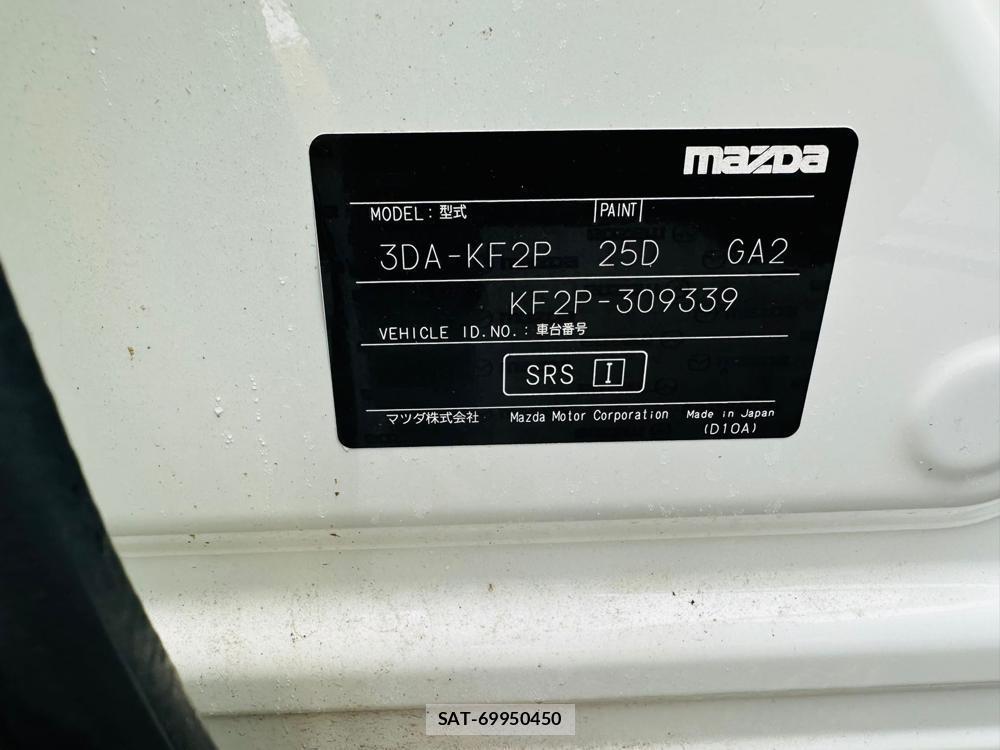 mazda
MODEL : 型式 PAINT
3DA-KF2P 25D GA2
KF2P-309339
VEHICLE ID.NO. : 車台番号
SRS I
マツダ株式会社 Mazda Motor Corporation Made in Japan
(D10A)
SAT-69950450